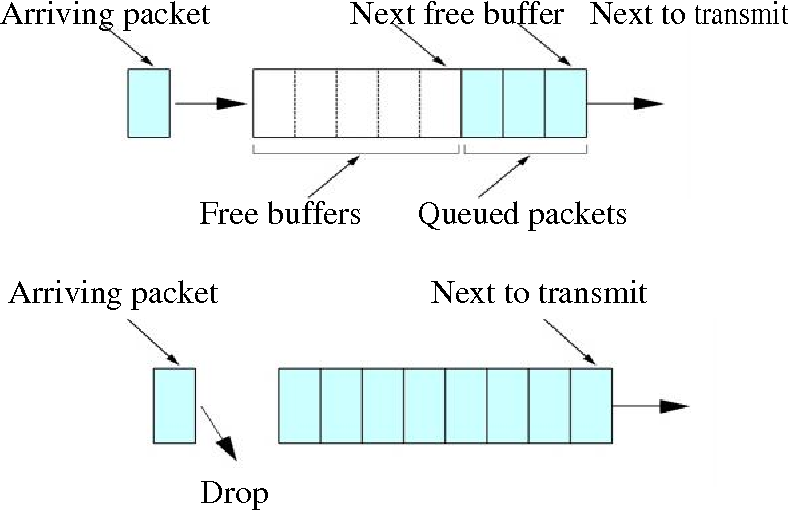 Arriving packet
Next free buffer
Next to transmit
Free buffers
Queued packets
Arriving packet
Next to transmit
Drop